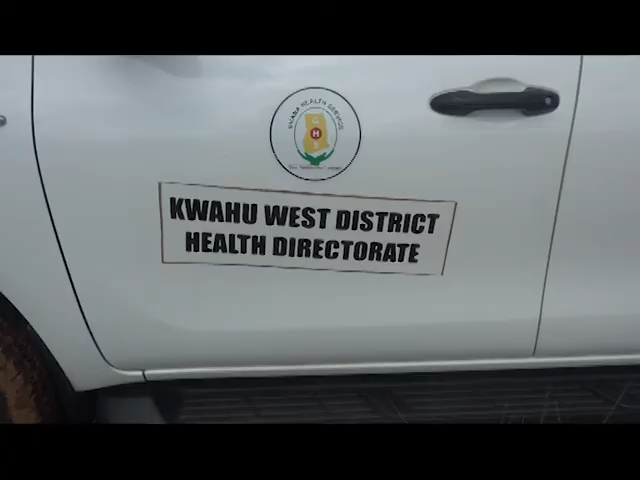 GHANA HEALTH SERVICE
G
H
KWAHU WEST DISTRICT
HEALTH DIRECTORATE